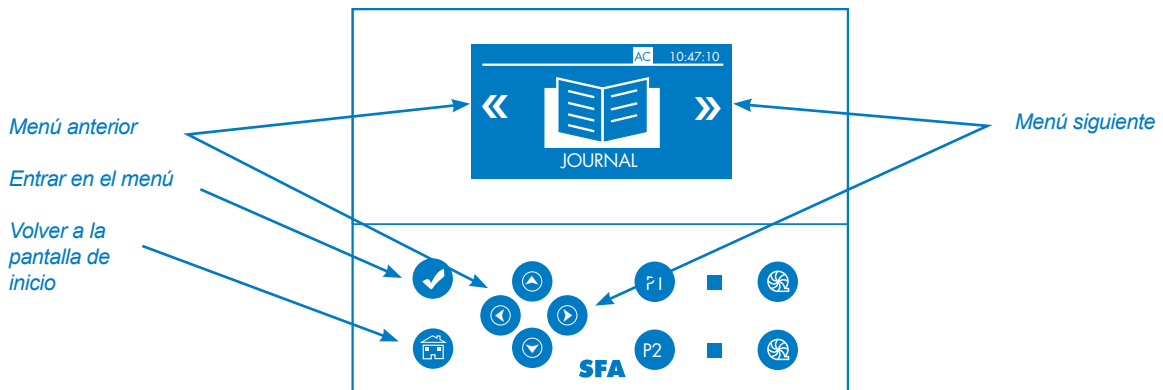 AC 10:47:10
JOURNAL
Menú anterior
Entrar en el menú
Volver a la
pantalla de
inicio
Menú siguiente
P1
P2
SFA